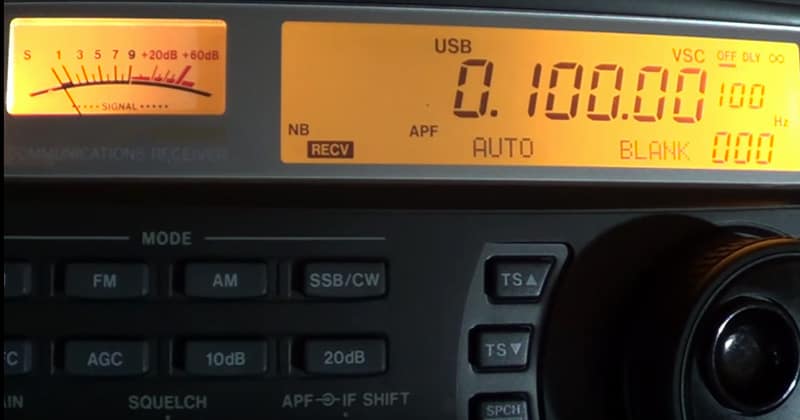 S 1 3 5 7 9 +20dB +60dB
SIGNAL
USB
VSC OFF DLY ∞
0.100.00 100
Hz
NB
APF
RECV
AUTO
BLANK 000
COMMUNICATIONS RECEIVER
MODE
FM AM SSB/CW
TS▲
AGC 10dB 20dB
TS▼
SQUELCH
APF IF SHIFT
SPCH